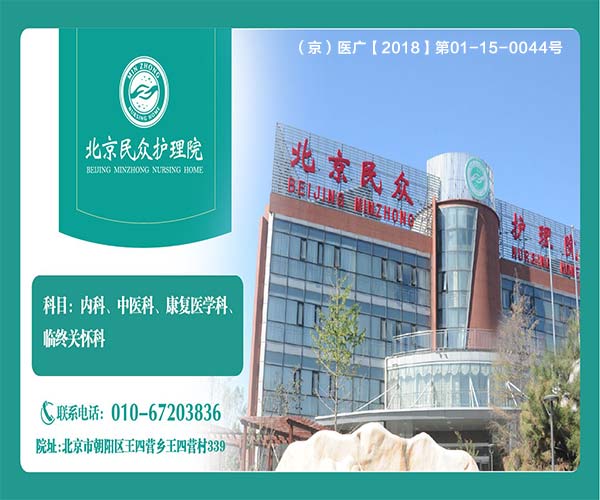 （京）医广【2018】第01-15-0044号
MIN ZHONG
NURSING HOME
北京民众护理院
BEIJING MINZHONG NURSING HOME
北京民众
BEIJING MINZHONG
护理院
NURSING HOME
科目：内科、中医科、康复医学科、
临终关怀科
联系电话：010-67203836
院址:北京市朝阳区王四营乡王四营村339